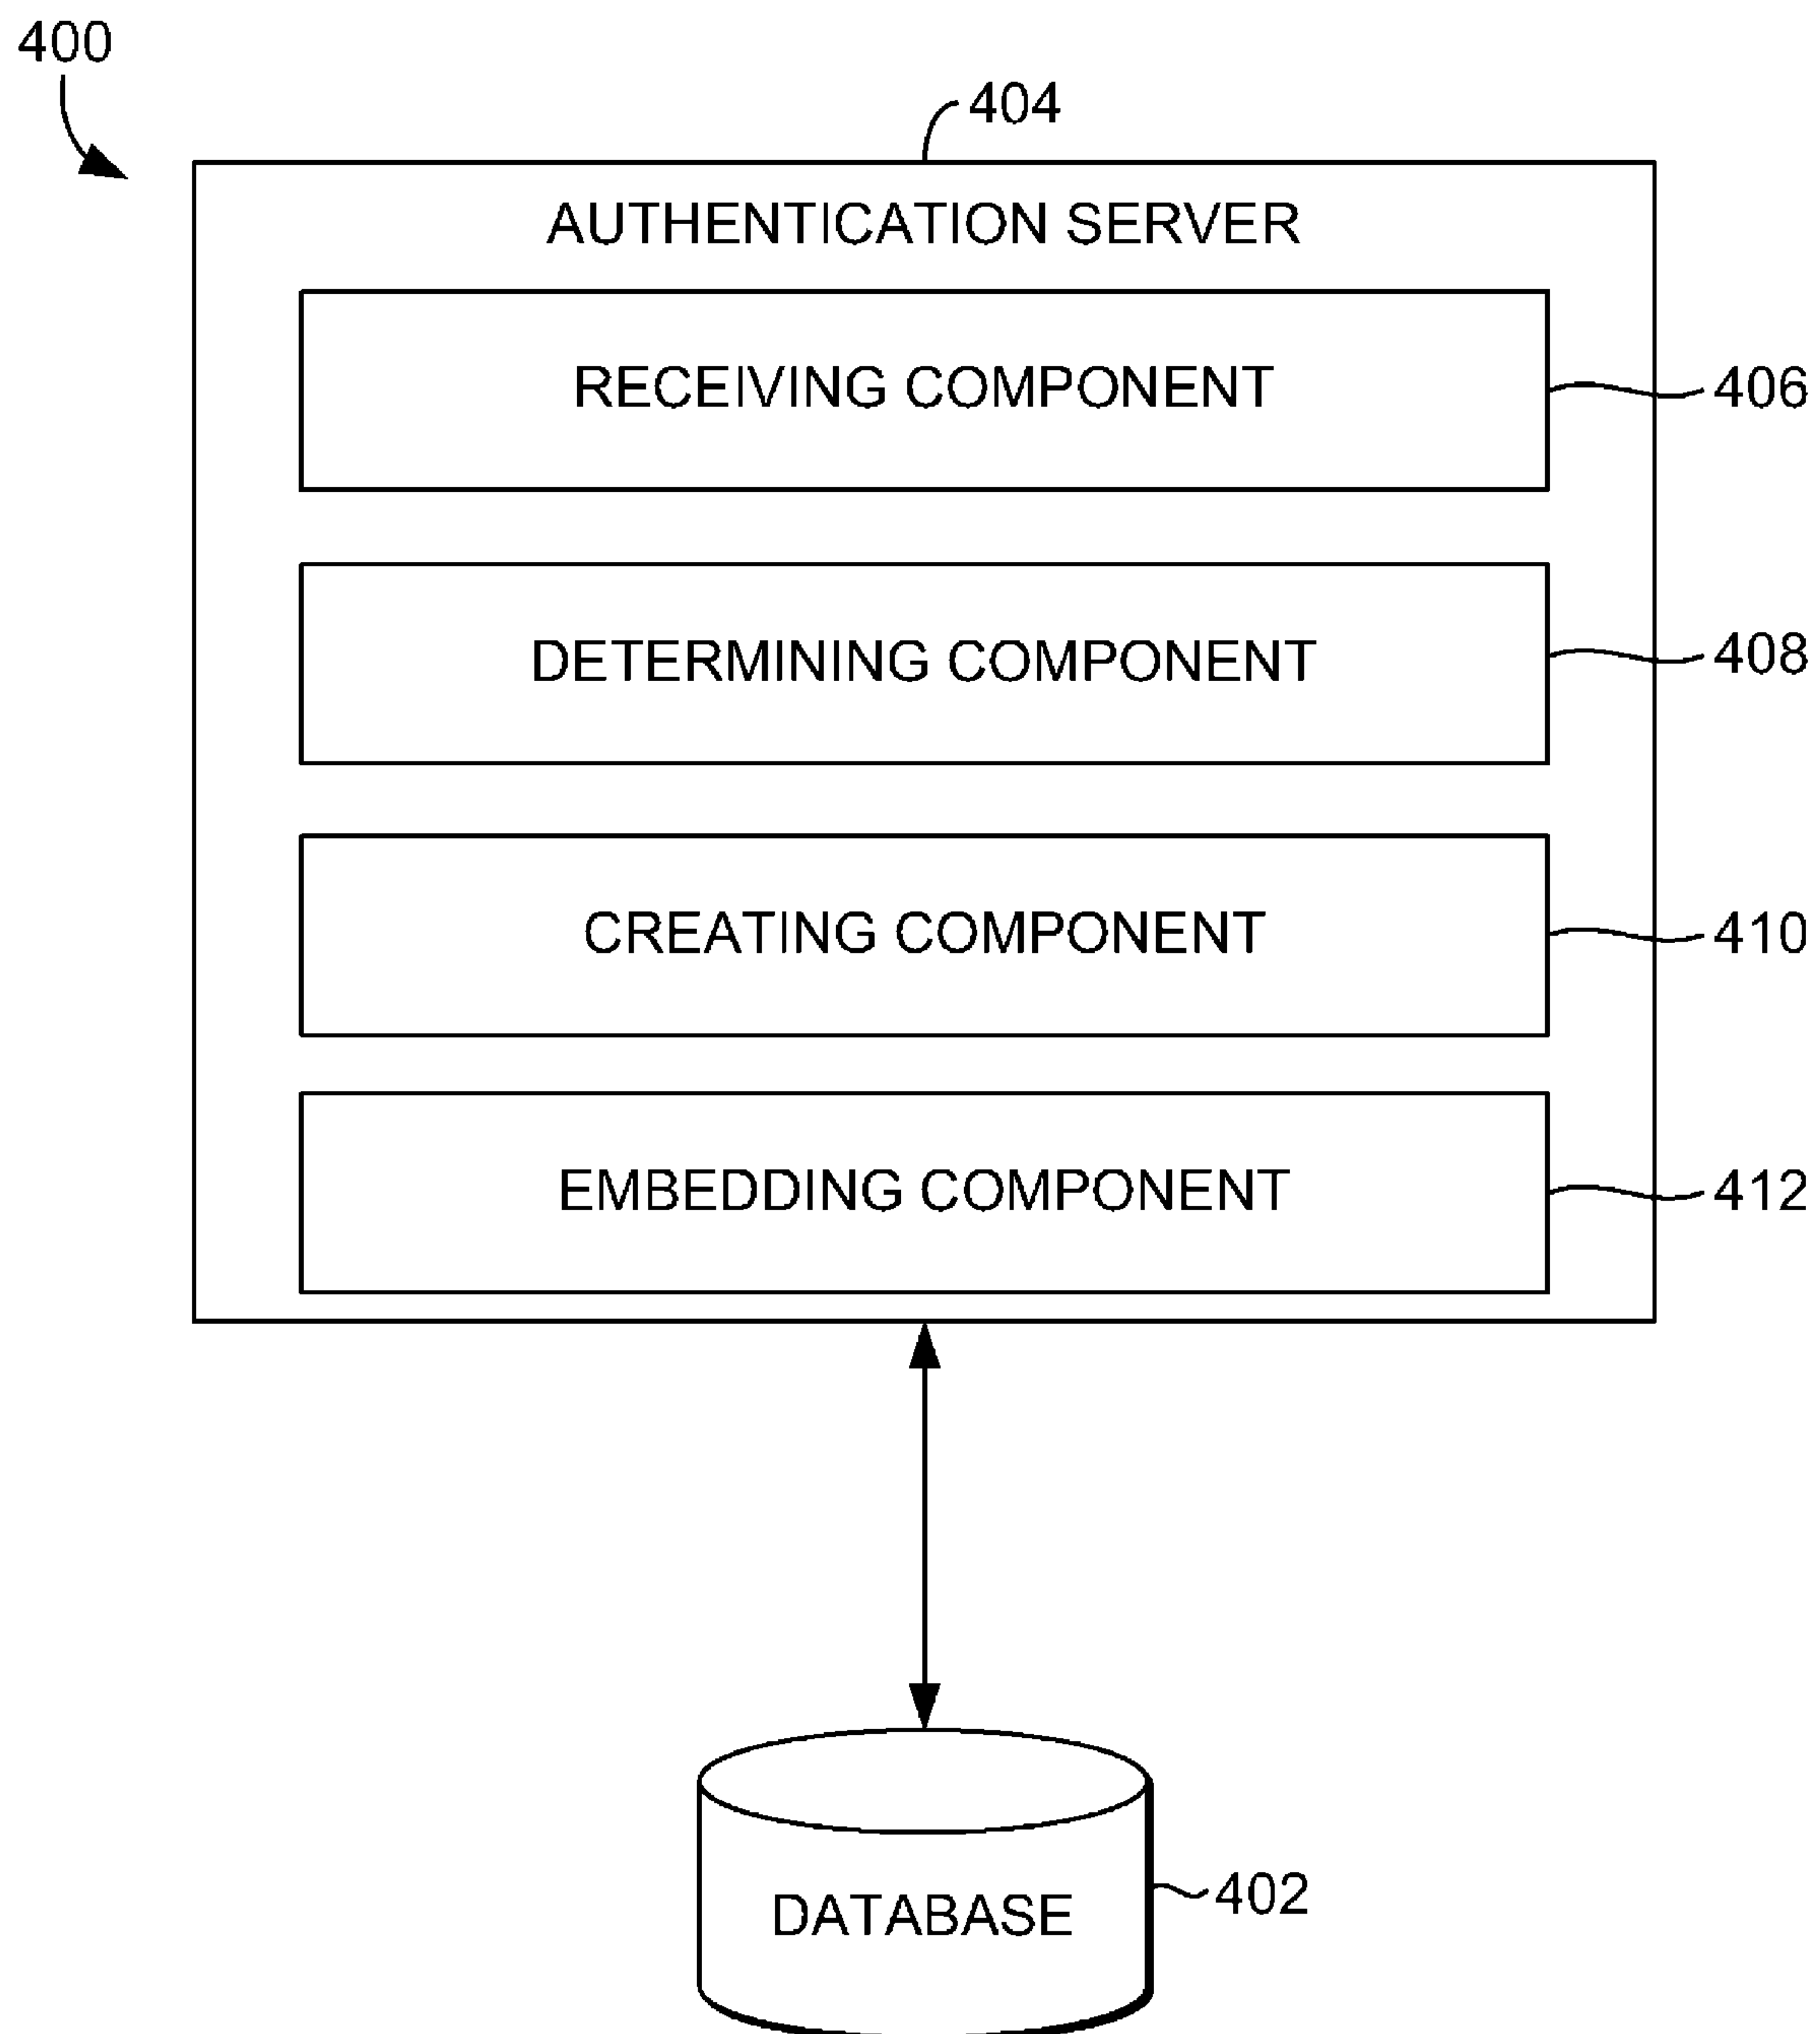 400
404
AUTHENTICATION SERVER
RECEIVING COMPONENT
406
DETERMINING COMPONENT
408
CREATING COMPONENT
410
EMBEDDING COMPONENT
412
DATABASE
402